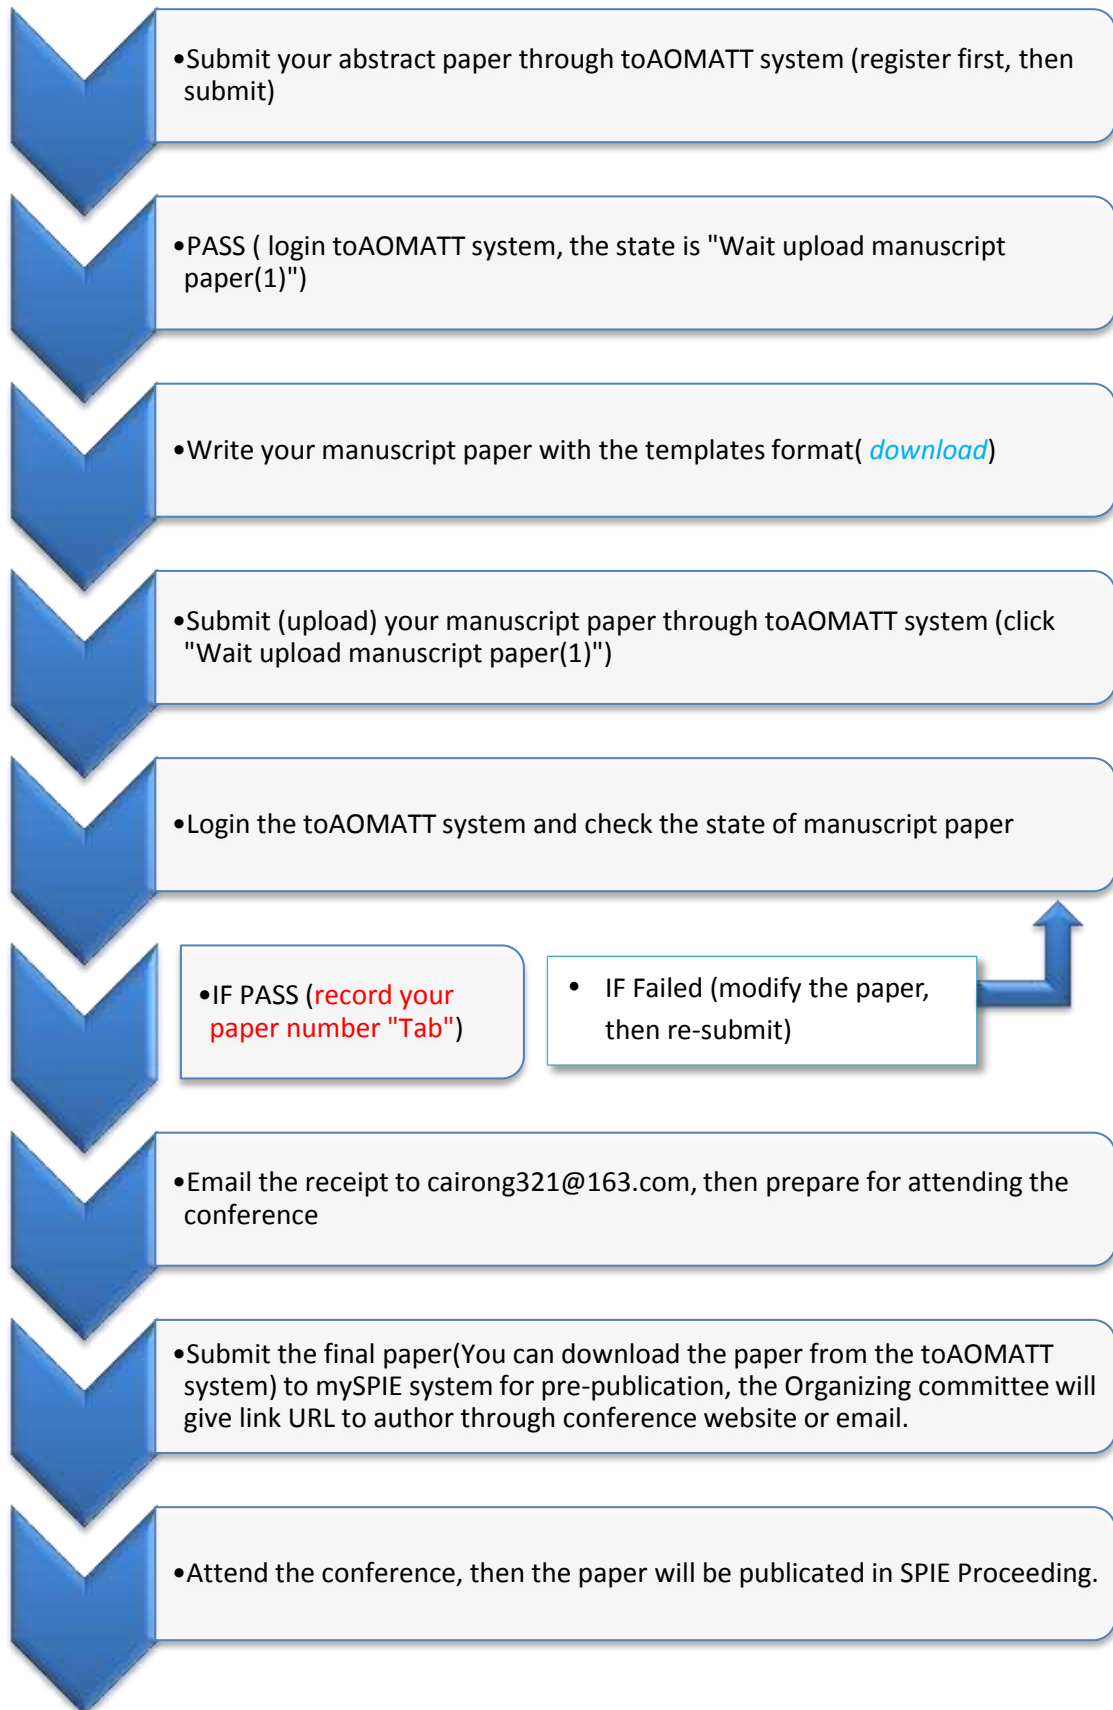 •Submit your abstract paper through toAOMATT system (register first, then
submit)
•PASS ( login toAOMATT system, the state is "Wait upload manuscript
paper(1)")
•Write your manuscript paper with the templates format( download)
•Submit (upload) your manuscript paper through toAOMATT system (click
"Wait upload manuscript paper(1)")
•Login the toAOMATT system and check the state of manuscript paper
•IF PASS (record your
paper number "Tab")
• IF Failed (modify the paper,
then re-submit)
•Email the receipt to cairong321@163.com, then prepare for attending the
conference
•Submit the final paper(You can download the paper from the toAOMATT
system) to mySPIE system for pre-publication, the Organizing committee will
give link URL to author through conference website or email.
•Attend the conference, then the paper will be publicated in SPIE Proceeding.